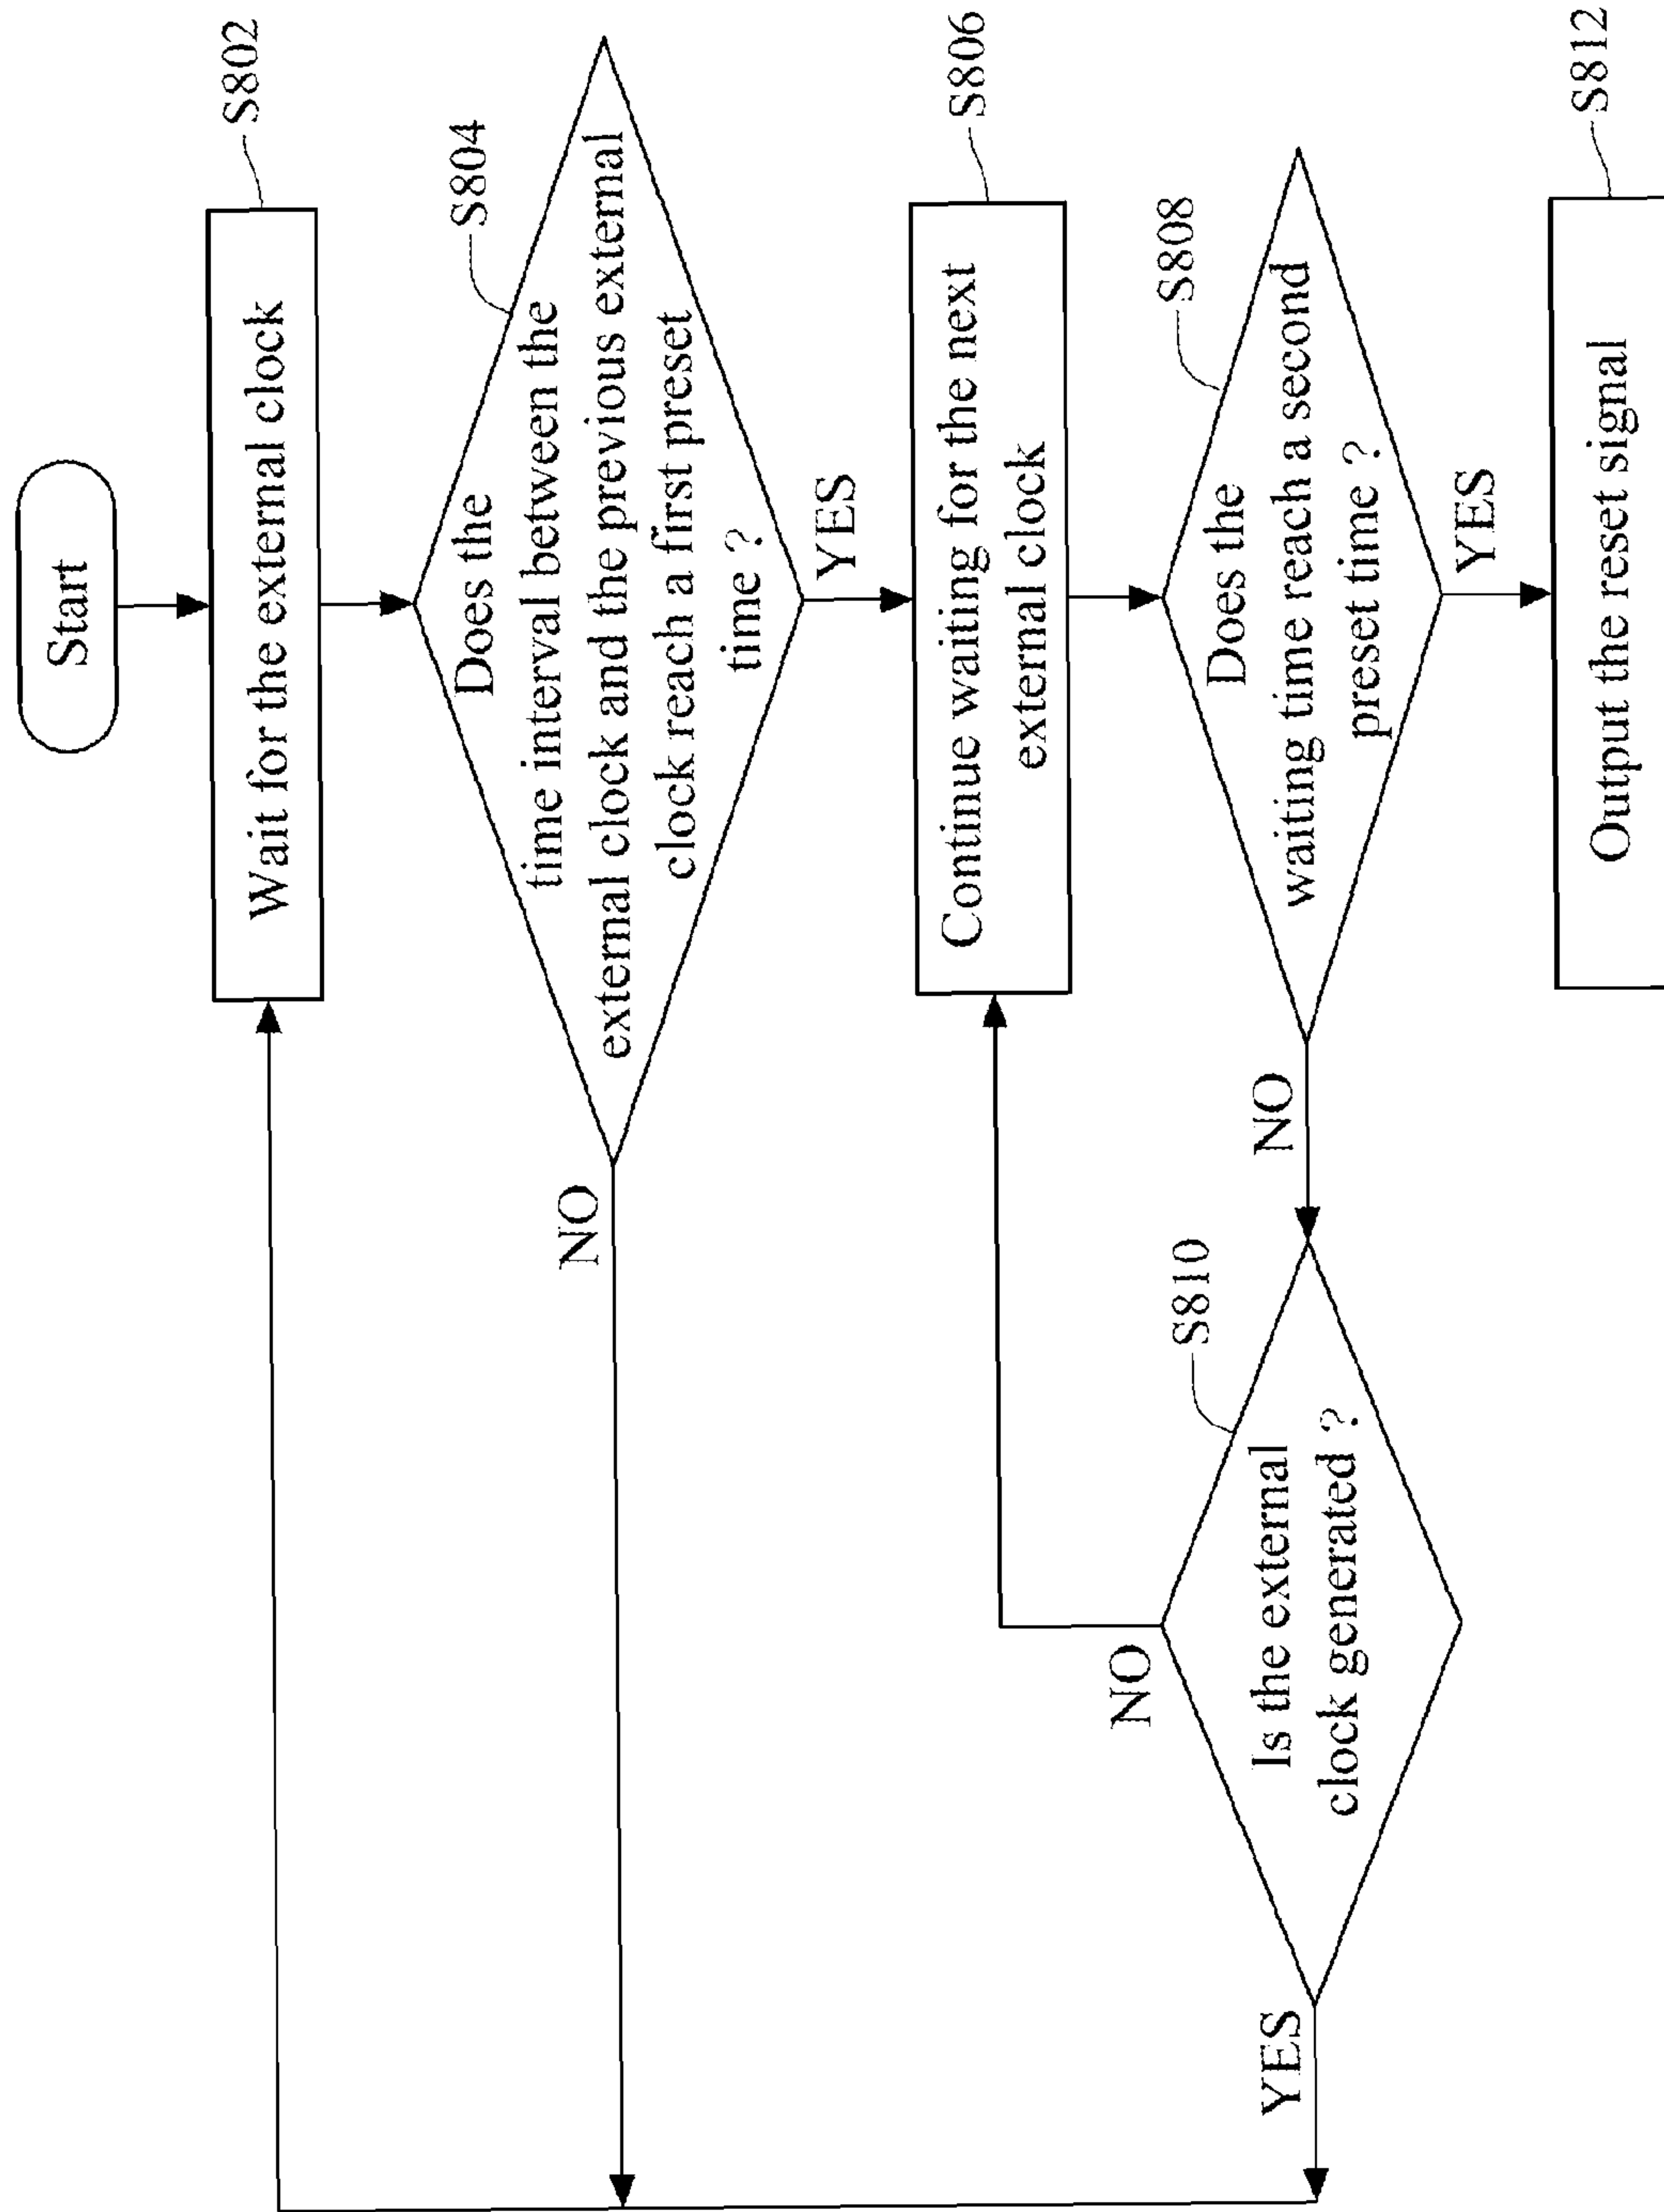 Start
Wait for the external clock
S802
Does the
time interval between the
external clock and the previous external
clock reach a first preset
time ?
S804
NO
YES
Continue waiting for the next
external clock
S806
Does the
waiting time reach a second
preset time ?
S808
NO
YES
Is the external
clock generated ?
S810
NO
YES
Output the reset signal
S812